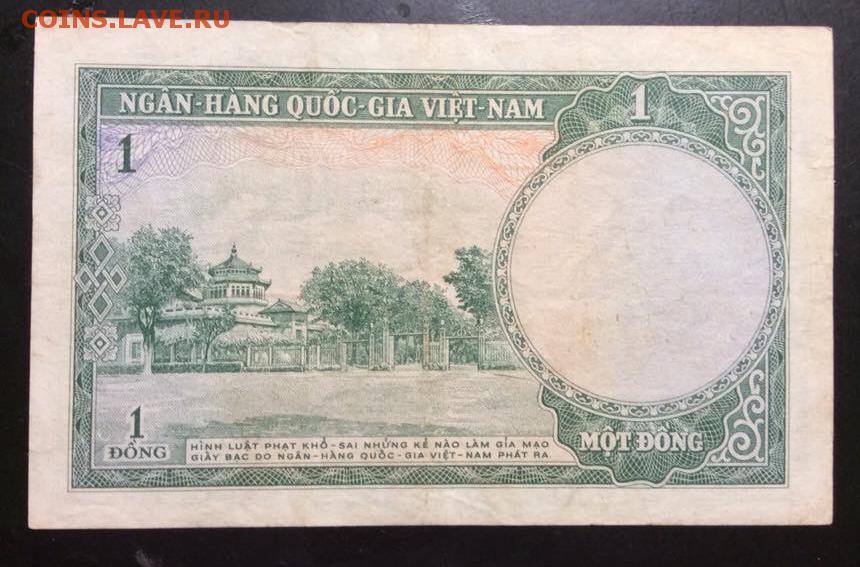 COINS.LAVE.RU
NGÂN-HÀNG QUỐC-GIA VIỆT-NAM
1
1
1
ĐỒNG
HÌNH LUẬT PHẠT KHỔ-SAI NHỮNG KẺ NÀO LÀM GIẢ MẠO
GIẤY BẠC DO NGÂN-HÀNG QUỐC-GIA VIỆT-NAM PHÁT RA.
MỘT ĐỒNG